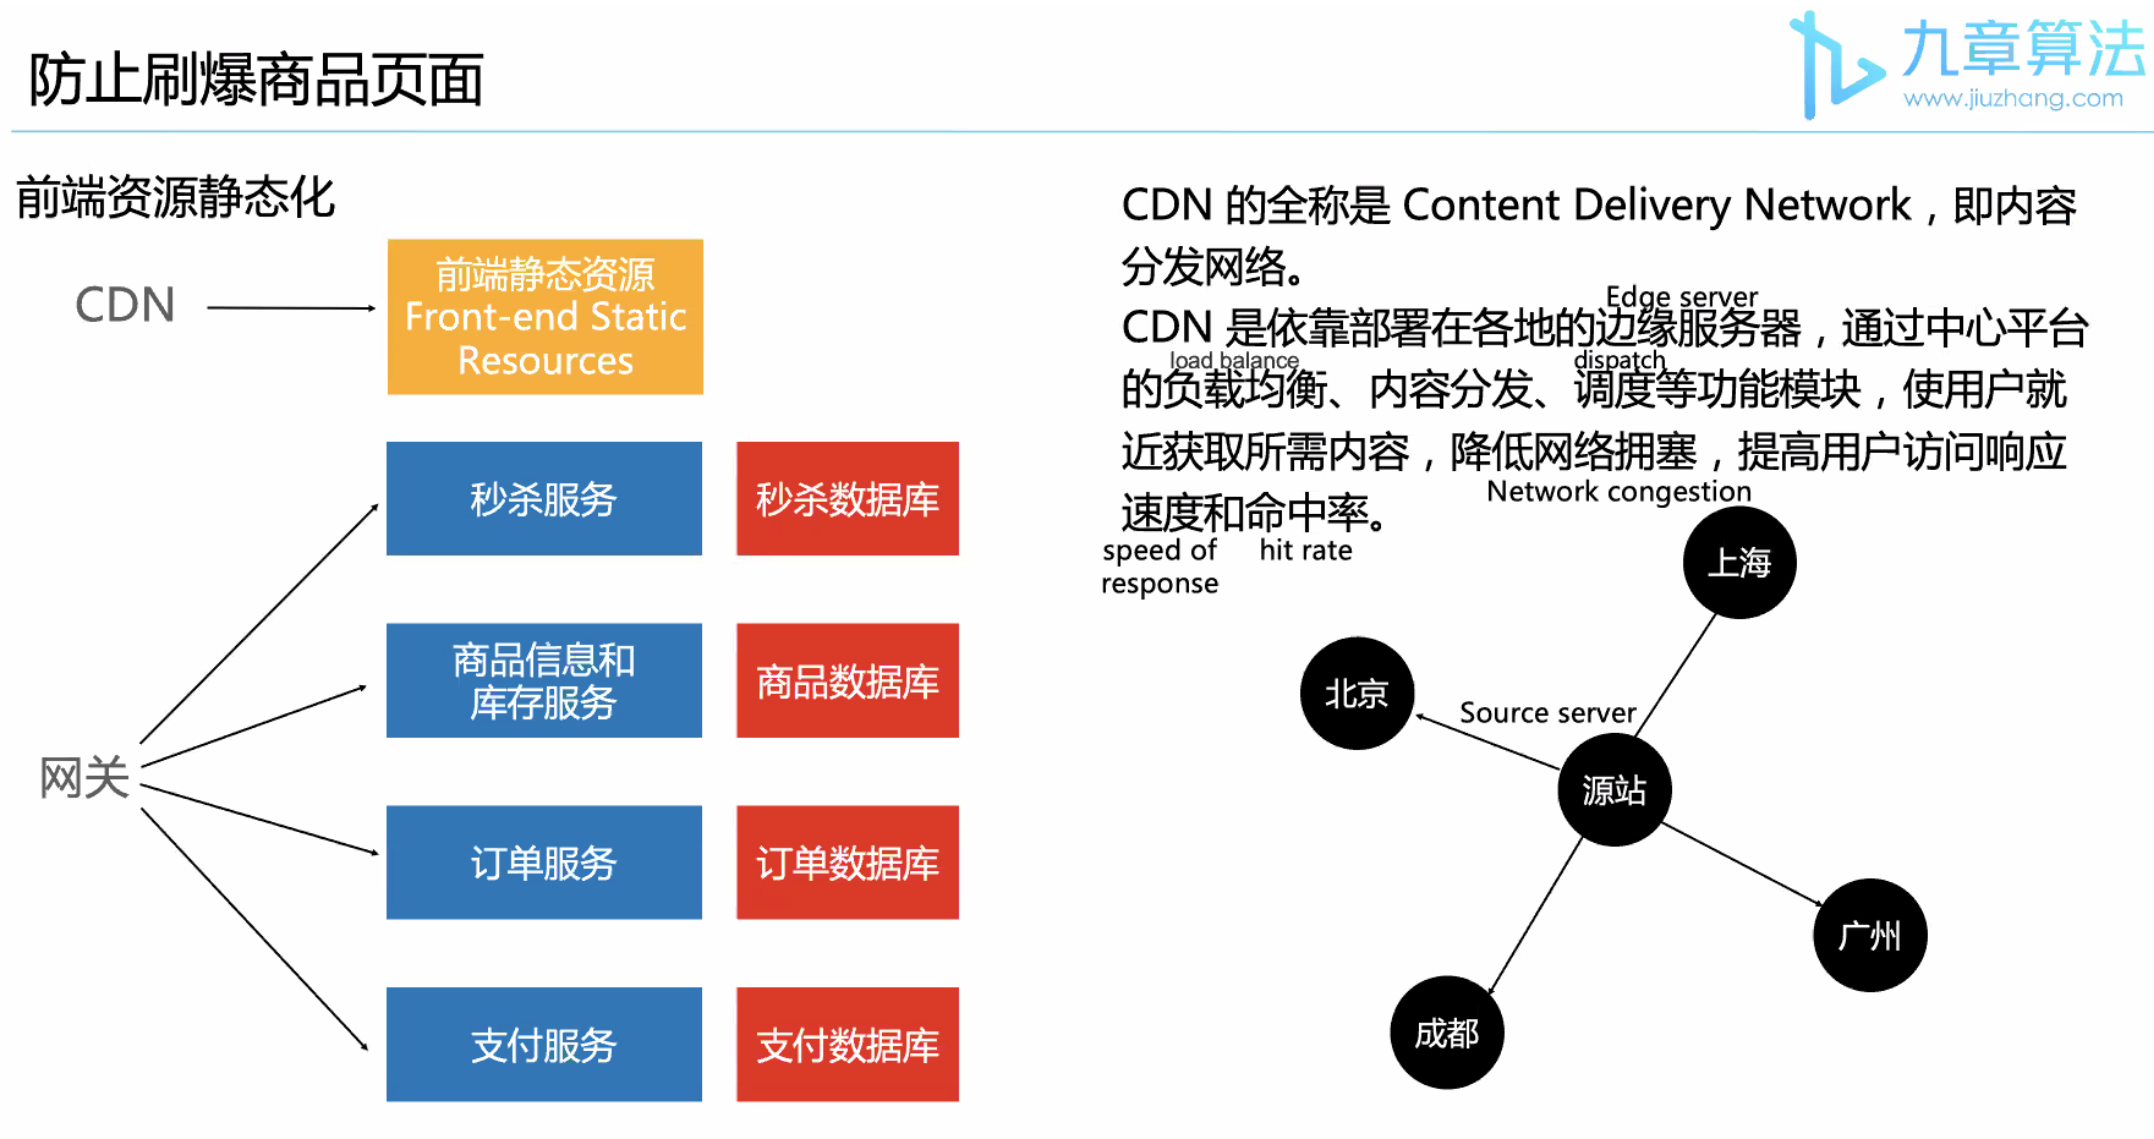 防止刷爆商品页面
九章算法
www.jiuzhang.com
前端资源静态化
CDN
前端静态资源
Front-end Static
Resources
秒杀服务
秒杀数据库
商品信息和
库存服务
商品数据库
网关
订单服务
订单数据库
支付服务
支付数据库
CDN 的全称是 Content Delivery Network，即内容
分发网络。
Edge server
CDN 是依靠部署在各地的边缘服务器，通过中心平台
load balance
dispatch
的负载均衡、内容分发、调度等功能模块，使用户就
近获取所需内容，降低网络拥塞，提高用户访问响应
Network congestion
速度和命中率。
speed of
response
hit rate
上海
北京
Source server
源站
广州
成都